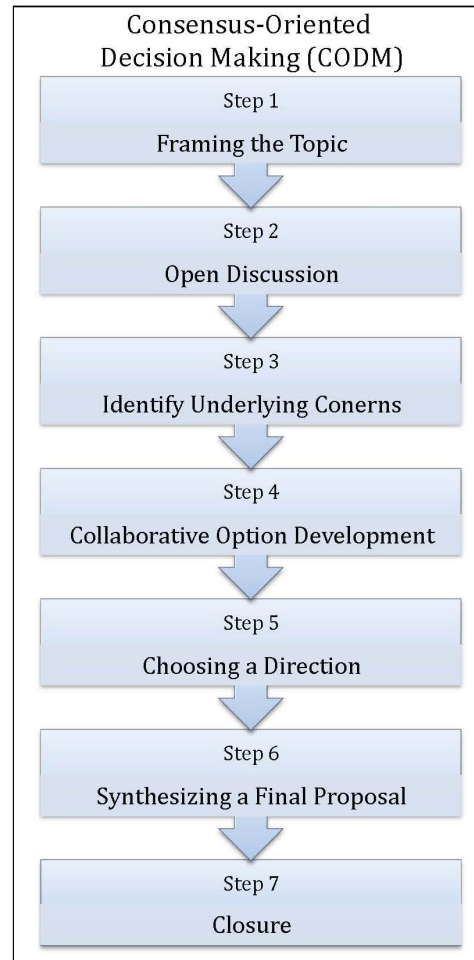 Consensus-Oriented
Decision Making (CODM)
Step 1
Framing the Topic
Step 2
Open Discussion
Step 3
Identify Underlying Conerns
Step 4
Collaborative Option Development
Step 5
Choosing a Direction
Step 6
Synthesizing a Final Proposal
Step 7
Closure